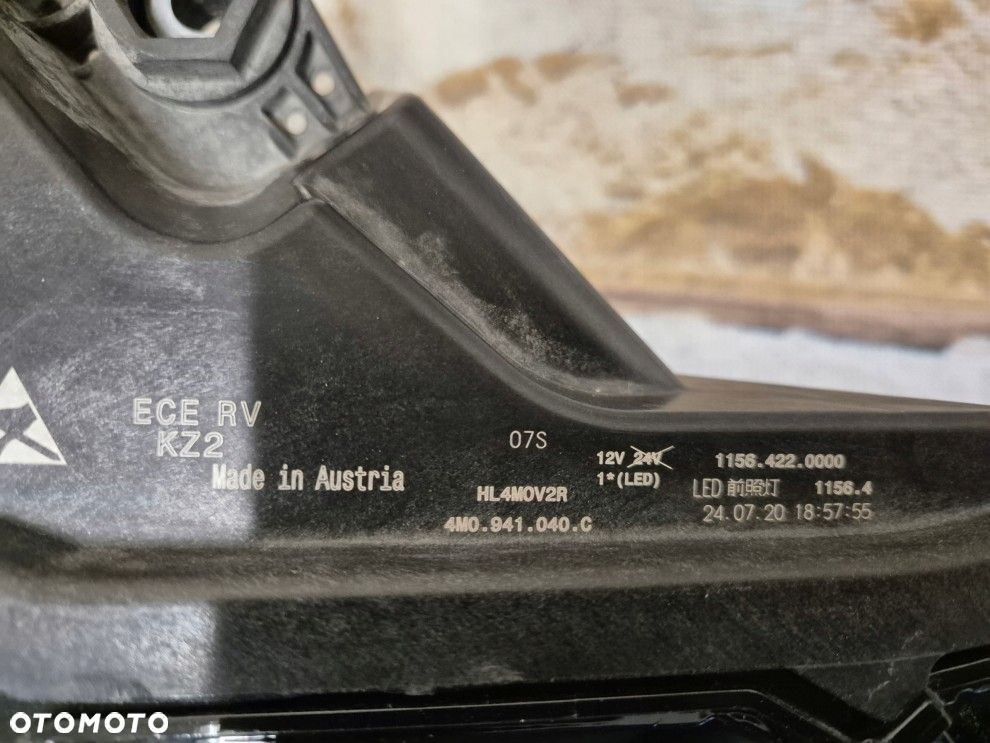 ECE RV
KZ2
Made in Austria
07S
HL4M0V2R
4M0.941.040.C
12V 24V
1*(LED)
1156.422.0000
LED 前照灯 1156.4
24.07.20 18:57:55
OTOMOTO